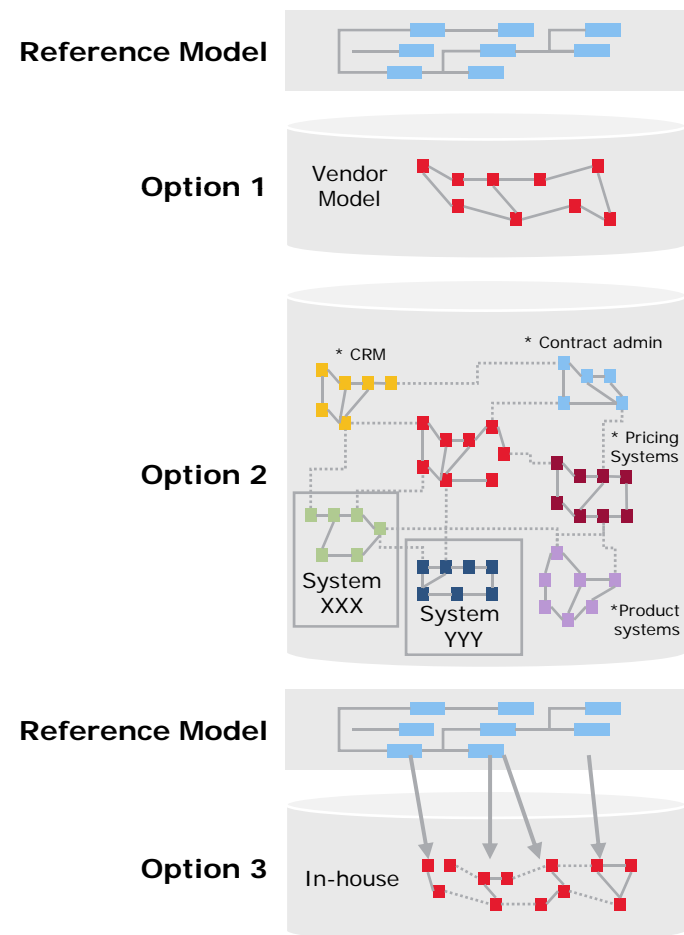 Reference Model
Option 1
Vendor
Model
* CRM
* Contract admin
Option 2
* Pricing
Systems
System
XXX
System
YYY
*Product
systems
Reference Model
Option 3
In-house